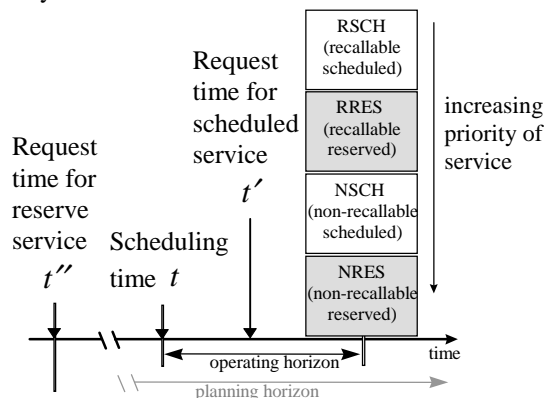 RSCH
(recallable
scheduled)
RRES
(recallable
reserved)
NSCH
(non-recallable
scheduled)
NRES
(non-recallable
reserved)
increasing
priority of
service
Request
time for
scheduled
service
t′
Request
time for
reserve
service
t″
Scheduling
time t
time
operating horizon
planning horizon